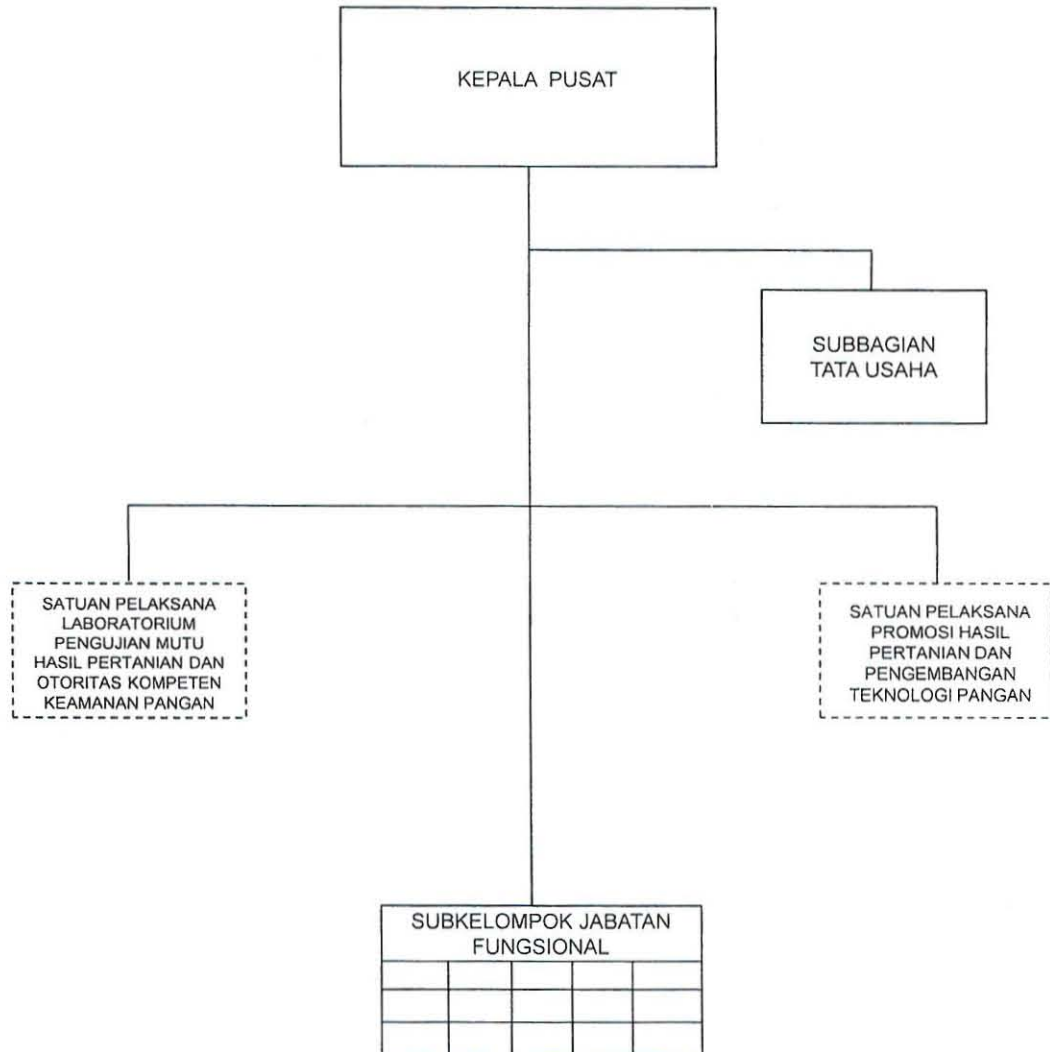 KEPALA PUSAT
SUBBAGIAN
TATA USAHA
SATUAN PELAKSANA
LABORATORIUM
PENGUJIAN MUTU
HASIL PERTANIAN DAN
OTORITAS KOMPETEN
KEAMANAN PANGAN
SATUAN PELAKSANA
PROMOSI HASIL
PERTANIAN DAN
PENGEMBANGAN
TEKNOLOGI PANGAN
SUBKELOMPOK JABATAN
FUNGSIONAL